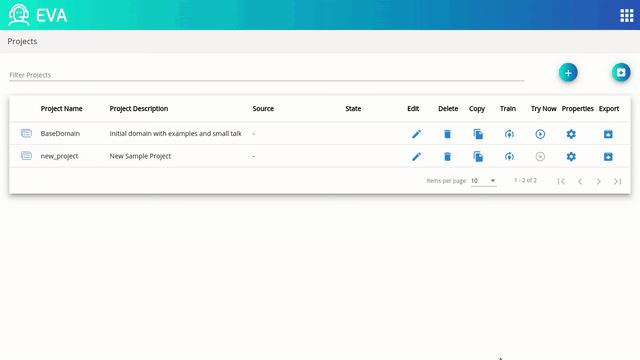 EVA
Projects
Filter Projects
Project Name Project Description Source State Edit Delete Copy Train Try Now Properties Export
BaseDomain Initial domain with examples and small talk -
new_project New Sample Project -
Items per page: 10 1 - 2 of 2